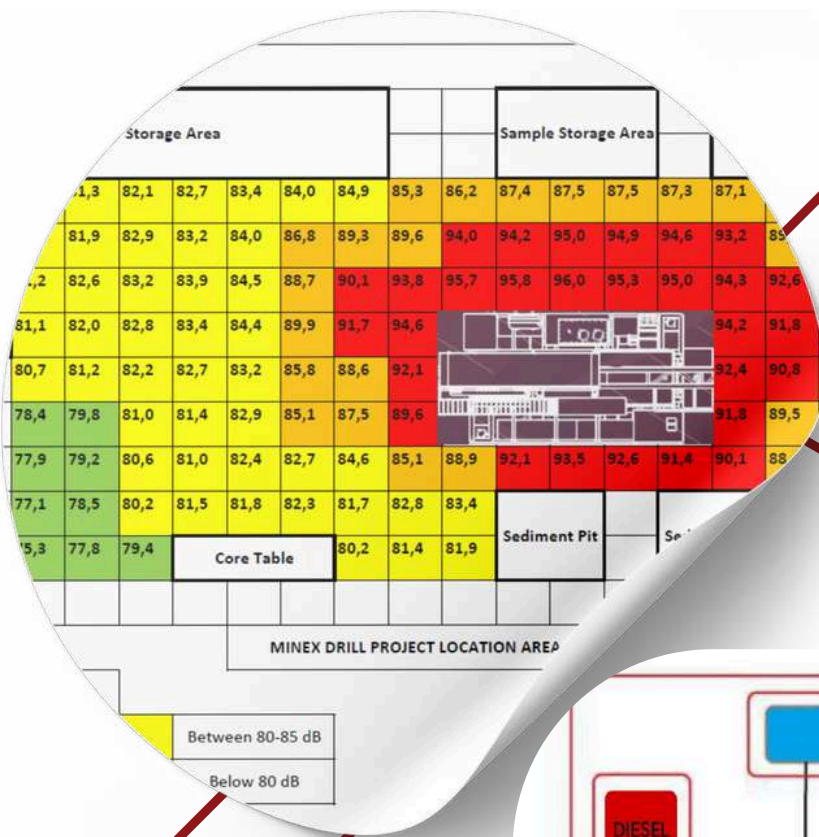 Storage Area
Sample Storage Area
82,1 82,7 83,4 84,0 84,9 85,3 86,2 87,4 87,5 87,5 87,3 87,1
81,9 82,9 83,2 84,0 86,8 89,3 89,6 94,0 94,2 95,0 94,9 94,6 93,2
82,6 83,2 83,9 84,5 88,7 90,1 93,8 95,7 95,8 96,0 95,3 95,0 94,3 92,6
81,1 82,0 82,8 83,4 84,4 89,9 91,7 94,6 94,2 91,8
80,7 81,2 82,2 82,7 83,2 85,8 88,6 92,1 92,4 90,8
78,4 79,8 81,0 81,4 82,9 85,1 87,5 89,6 91,8 89,5
77,9 79,2 80,6 81,0 82,4 82,7 84,6 85,1 88,9 92,1 93,5 92,6 91,4 90,1 88
77,1 78,5 80,2 81,5 81,8 82,3 81,7 82,8 83,4
77,8 79,4 Core Table 80,2 81,4 81,9 Sediment Pit
MINEX DRILL PROJECT LOCATION AREA
Between 80-85 dB
Below 80 dB
DIESEL